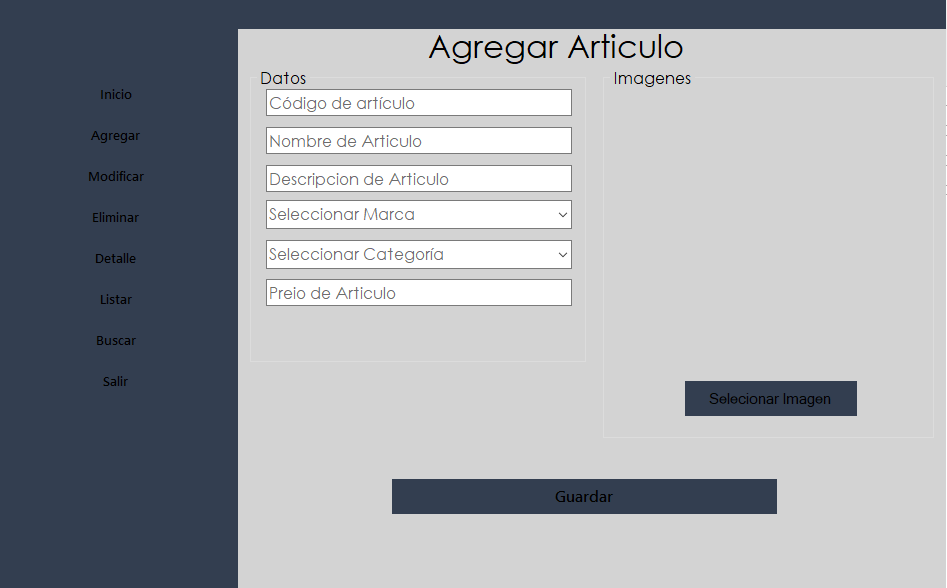 Agregar Articulo
Inicio
Agregar
Modificar
Eliminar
Detalle
Listar
Buscar
Salir
Datos
Código de artículo
Nombre de Articulo
Descripcion de Articulo
Seleccionar Marca
Seleccionar Categoría
Preio de Articulo
Imagenes
Selecionar Imagen
Guardar